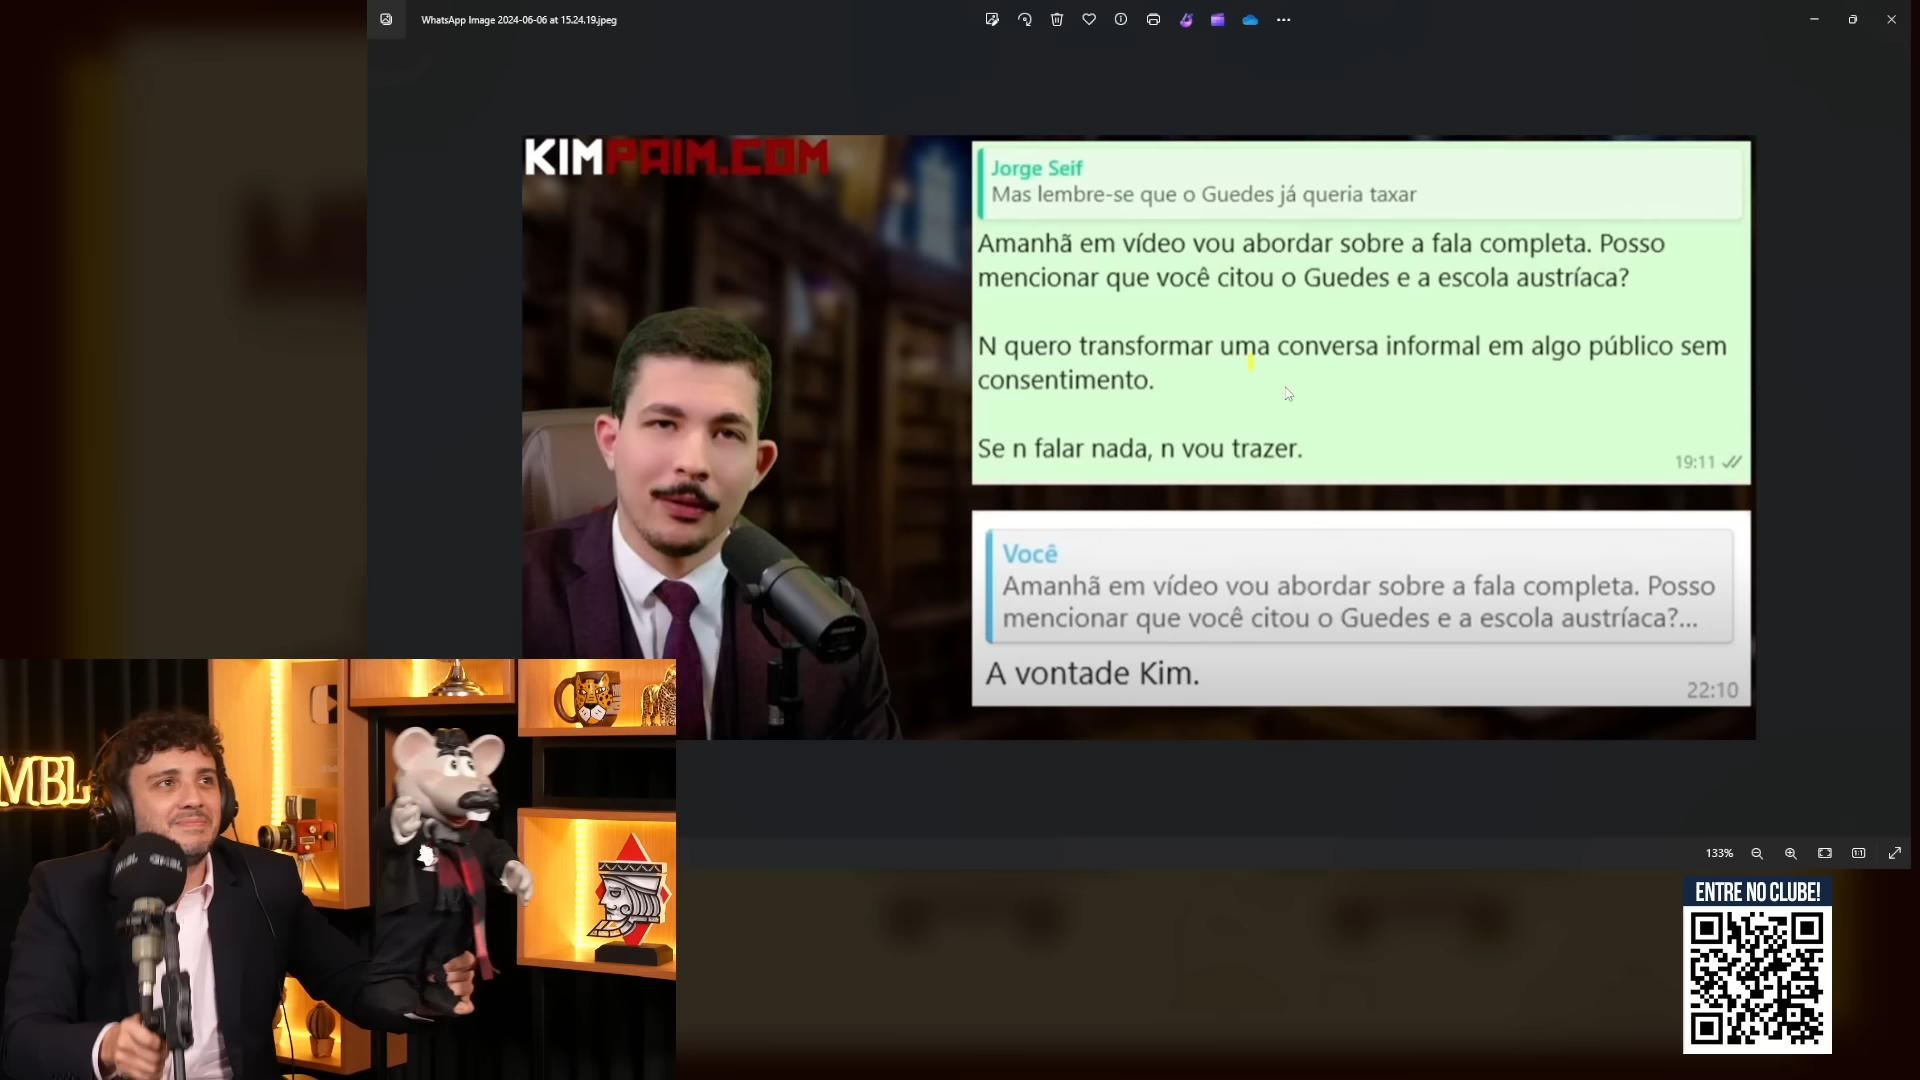 WhatsApp Image 2024-06-06 at 15.24.19.jpeg
KIMPAIM.COM
Jorge Seif
Mas lembre-se que o Guedes já queria taxar
Amanhã em vídeo vou abordar sobre a fala completa. Posso
mencionar que você citou o Guedes e a escola austríaca?
N quero transformar uma conversa informal em algo público sem
consentimento.
Se n falar nada, n vou trazer.
19:11
Você
Amanhã em vídeo vou abordar sobre a fala completa. Posso
mencionar que você citou o Guedes e a escola austríaca?...
A vontade Kim.
22:10
MBL
133%
ENTRE NO CLUBE!